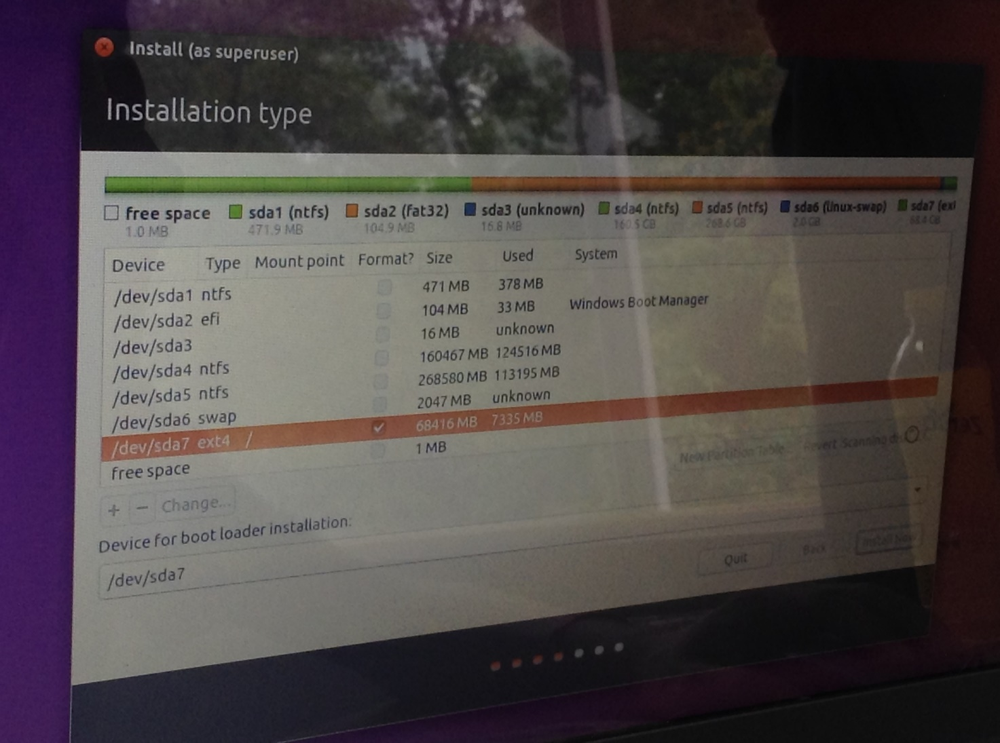 Install (as superuser)
Installation type
free space sda1 (ntfs) sda2 (fat32) sda3 (unknown) sda4 (ntfs) sda5 (ntfs) sda6 (linux-swap) sda7 (ext
1.0 MB 471.9 MB 104.9 MB 16.8 MB 160.5 GB 268.6 GB 2.0 GB 68.4 GB
Device Type Mount point Format? Size Used System
/dev/sda1 ntfs 471 MB 378 MB
/dev/sda2 efi 104 MB 33 MB Windows Boot Manager
/dev/sda3 16 MB unknown
/dev/sda4 ntfs 160467 MB 124516 MB
/dev/sda5 ntfs 268580 MB 113195 MB
/dev/sda6 swap 2047 MB unknown
/dev/sda7 ext4 / 68416 MB 7335 MB
free space 1 MB
+ − Change... New Partition Table... Revert Scanning
Device for boot loader installation:
/dev/sda7
Quit Back Install Now